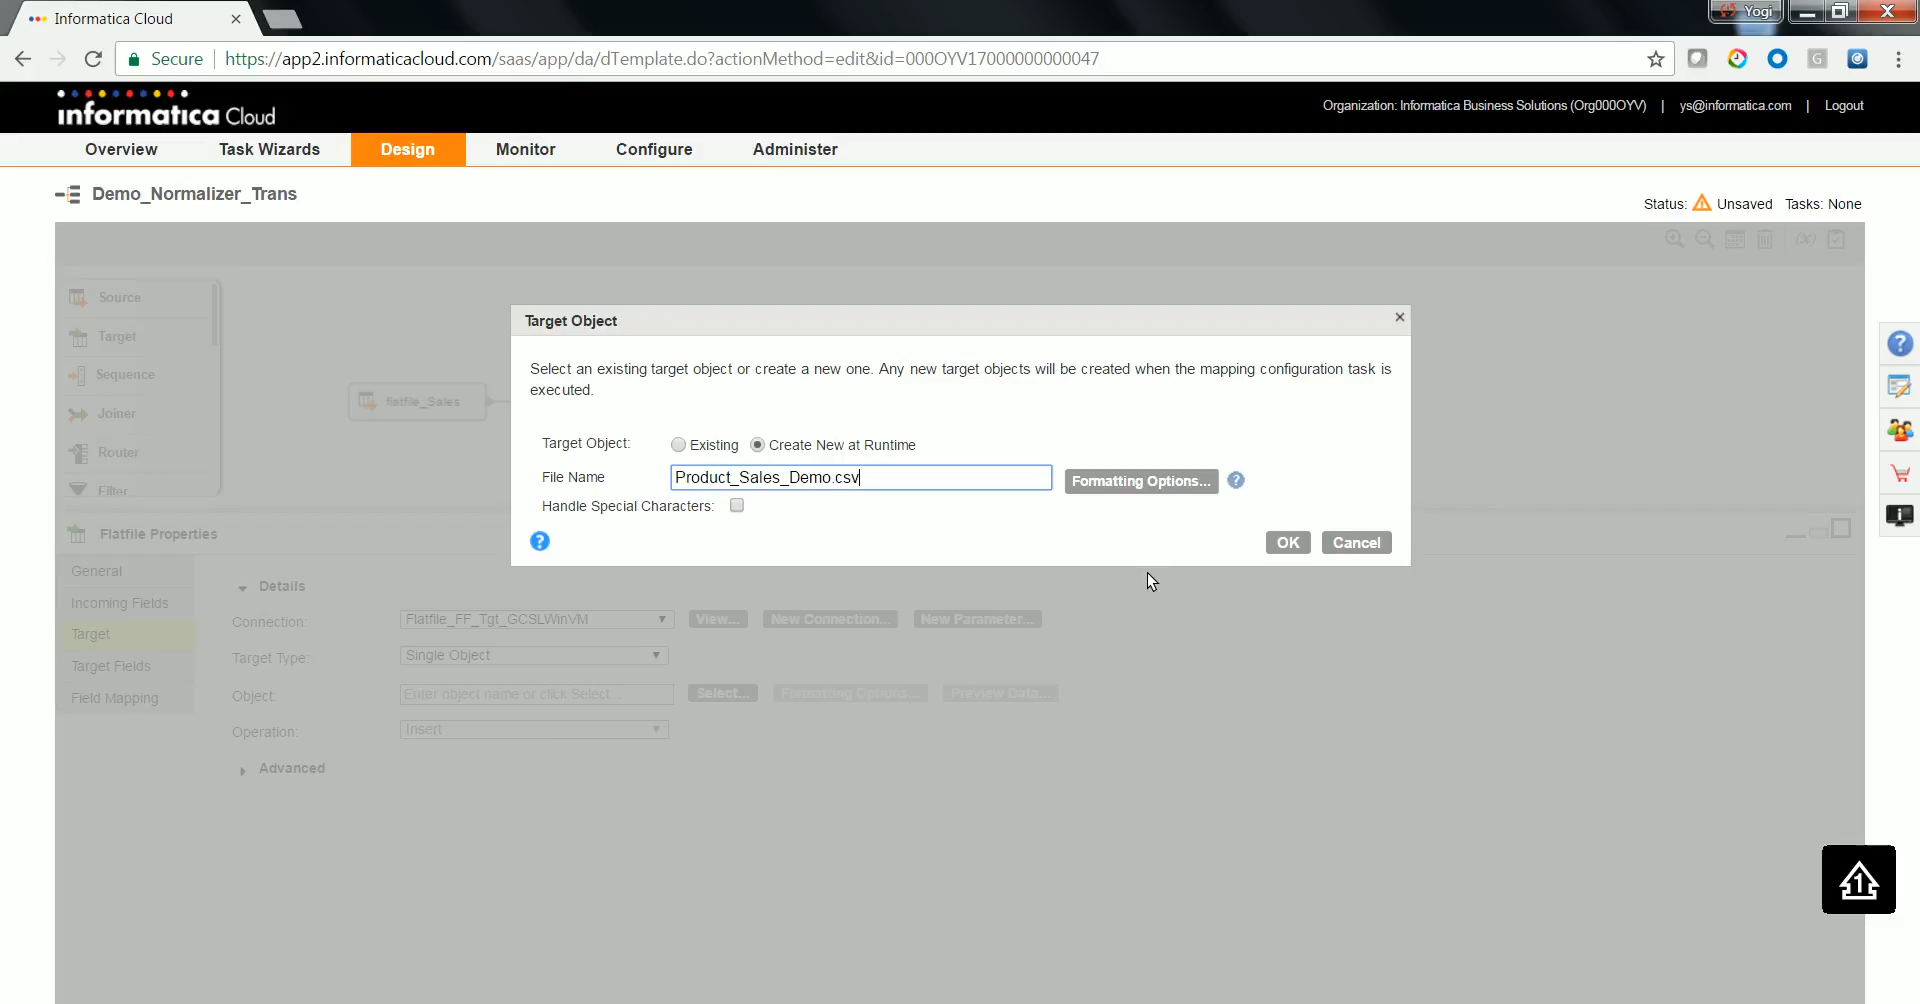 Informatica Cloud
Yogi
Secure https://app2.informaticacloud.com/saas/app/da/dTemplate.do?actionMethod=edit&id=000OYV17000000000047
informatica Cloud
Organization: Informatica Business Solutions (Org000OYV) | ys@informatica.com | Logout
Overview Task Wizards Design Monitor Configure Administer
Demo_Normalizer_Trans
Status: Unsaved Tasks: None
Source
Target
Sequence
Joiner
Router
Filter
flatfile_Sales
Target Object
Select an existing target object or create a new one. Any new target objects will be created when the mapping configuration task is
executed.
Target Object: Existing Create New at Runtime
File Name Product_Sales_Demo.csv Formatting Options...
Handle Special Characters:
OK Cancel
Flatfile Properties
General
Incoming Fields
Target
Target Fields
Field Mapping
Details
Connection: Flatfile_FF_Tgt_GCSLWinVM View... New Connection... New Parameter...
Target Type: Single Object
Object: Enter object name or click Select... Select... Formatting Options... Preview Data...
Operation: Insert
Advanced